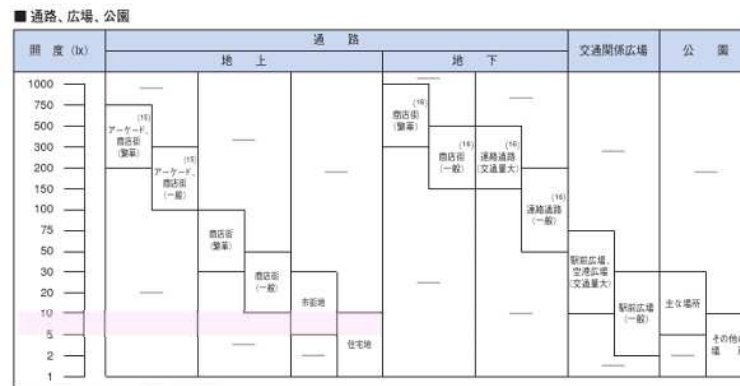 ■ 通路、広場、公園
照 度 (lx)
通 路
地 上
地 下
交通関係広場
公 園
1000
750
500
300
200
150
100
75
50
30
20
10
5
2
1
(15)
アーケード、
商店街
(繁華)
(15)
アーケード、
商店街
(一般)
商店街
(繁華)
商店街
(一般)
市街地
住宅地
(16)
商店街
(繁華)
(16)
商店街
(一般)
(16)
連絡通路
(交通量大)
(16)
連絡通路
(一般)
駅前広場、
空港広場
(交通量大)
駅前広場
(一般)
主な場所
その他の
場